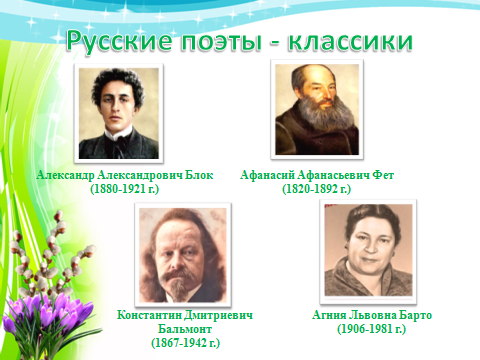 Русские поэты - классики
Александр Александрович Блок
(1880-1921 г.)
Афанасий Афанасьевич Фет
(1820-1892 г.)
Константин Дмитриевич
Бальмонт
(1867-1942 г.)
Агния Львовна Барто
(1906-1981 г.)